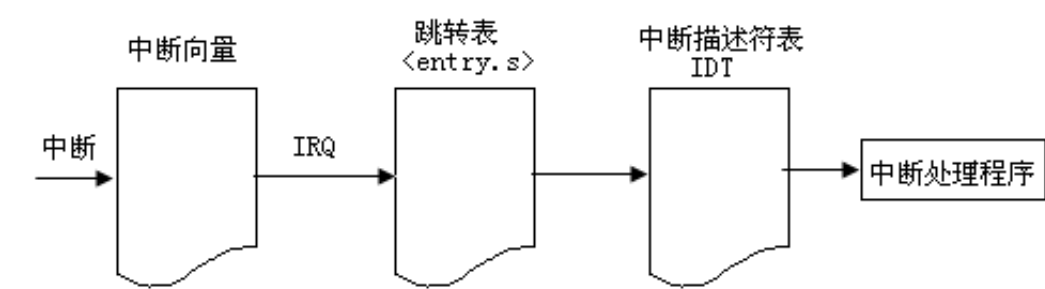 中断向量
跳转表
<entry.s>
中断描述符表
IDT
中断
IRQ
中断处理程序